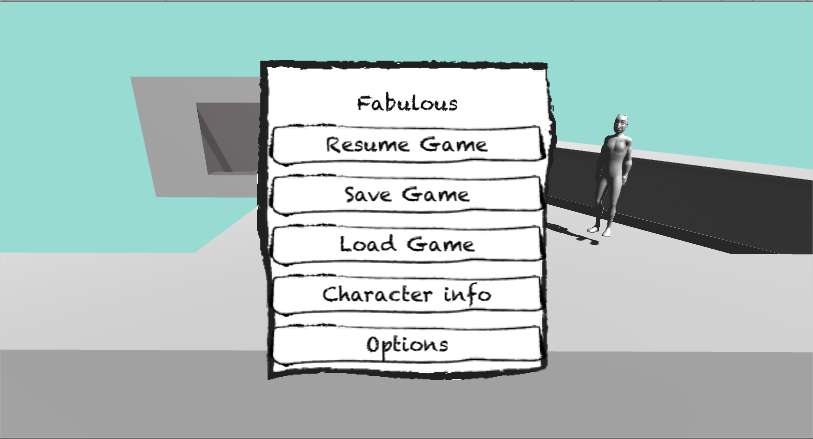 Fabulous
Resume Game
Save Game
Load Game
Character info
Options